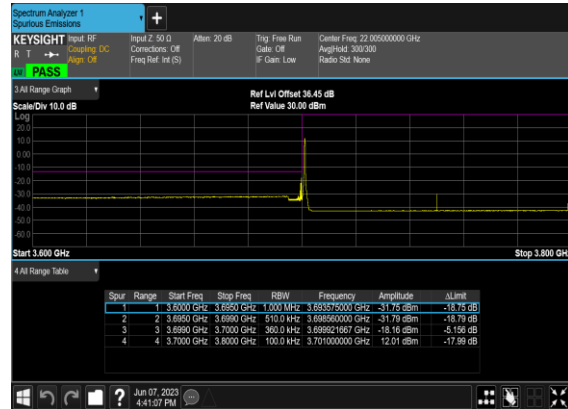 Spectrum Analyzer 1
Spurious Emissions
KEYSIGHT Input: RF Input Z: 50 Ω Atten: 20 dB Trig: Free Run Center Freq: 22.005000000 GHz
R T Coupling: DC Corrections: Off Gate: Off Avg|Hold: 300/300
Align: Off Freq Ref: Int (S) IF Gain: Low Radio Std: None
PASS
3 All Range Graph
Ref Lvl Offset 36.45 dB
Scale/Div 10.0 dB Ref Value 30.00 dBm
Log
20.0
10.0
0.00
-10.0
-20.0
-30.0
-40.0
-50.0
-60.0
Start 3.600 GHz Stop 3.800 GHz
4 All Range Table
Spur Range Start Freq Stop Freq RBW Frequency Amplitude ΔLimit
1 1 3.6000 GHz 3.6950 GHz 1.000 MHz 3.693575000 GHz -31.75 dBm -18.75 dB
2 2 3.6950 GHz 3.6990 GHz 510.0 kHz 3.698560000 GHz -31.79 dBm -18.79 dB
3 3 3.6990 GHz 3.7000 GHz 360.0 kHz 3.699921667 GHz -18.16 dBm -5.156 dB
4 4 3.7000 GHz 3.8000 GHz 100.0 kHz 3.701000000 GHz 12.01 dBm -17.99 dB
? Jun 07, 2023
4:41:07 PM